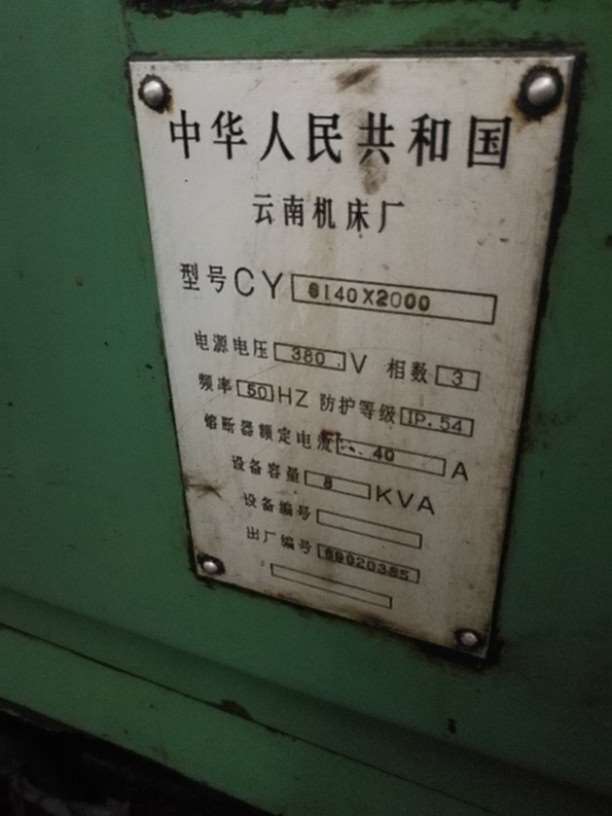 中华人民共和国
云南机床厂
型号CY 6140X2000
电源电压 380 V 相数 3
频率 50 HZ 防护等级 IP.54
熔断器额定电流 40 A
设备容量 8 KVA
设备编号
出厂编号